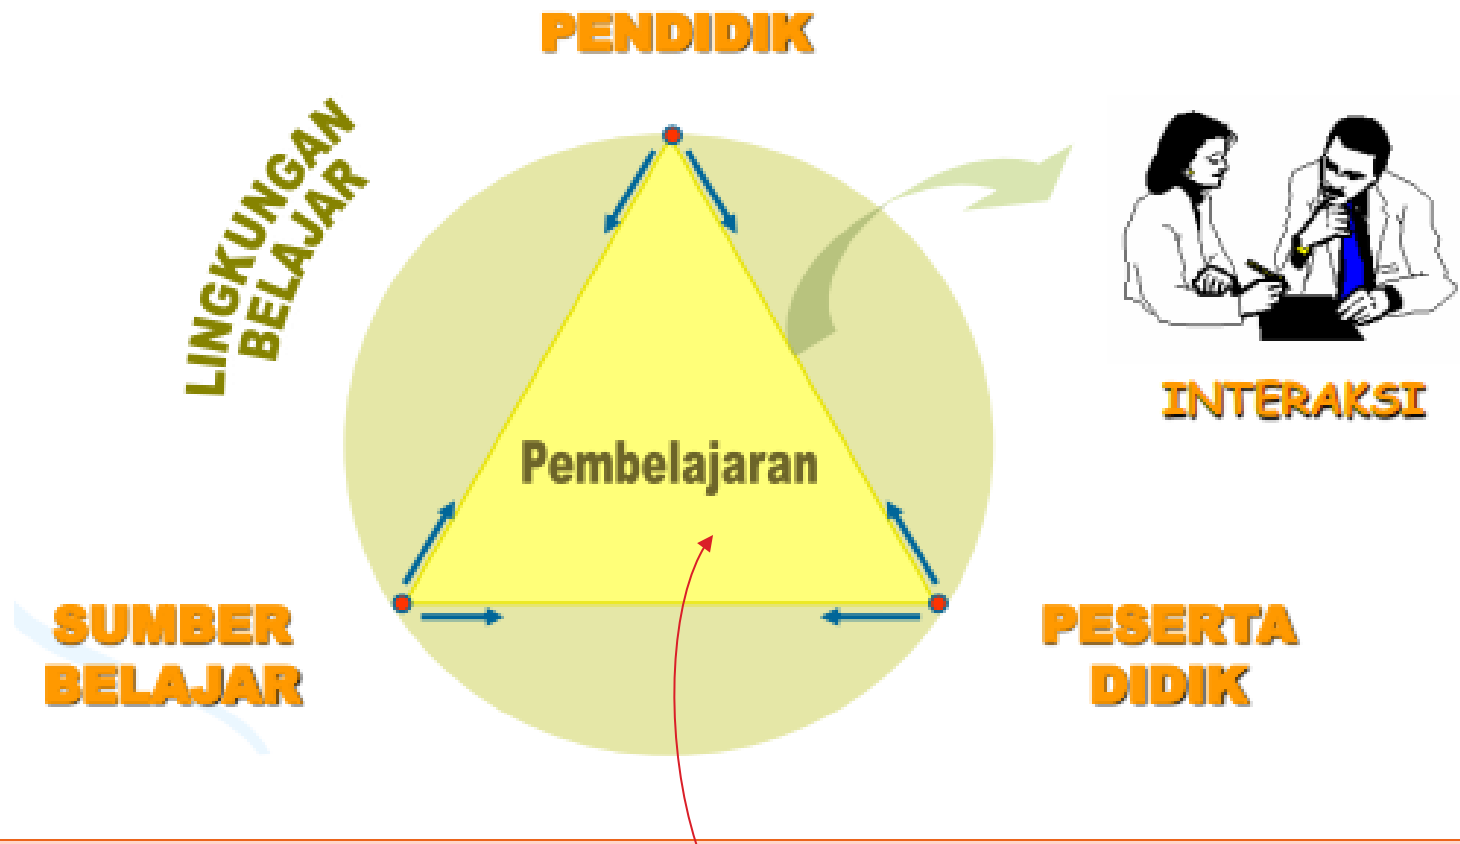 PENDIDIK
LINGKUNGAN
BELAJAR
INTERAKSI
Pembelajaran
SUMBER
BELAJAR
PESERTA
DIDIK